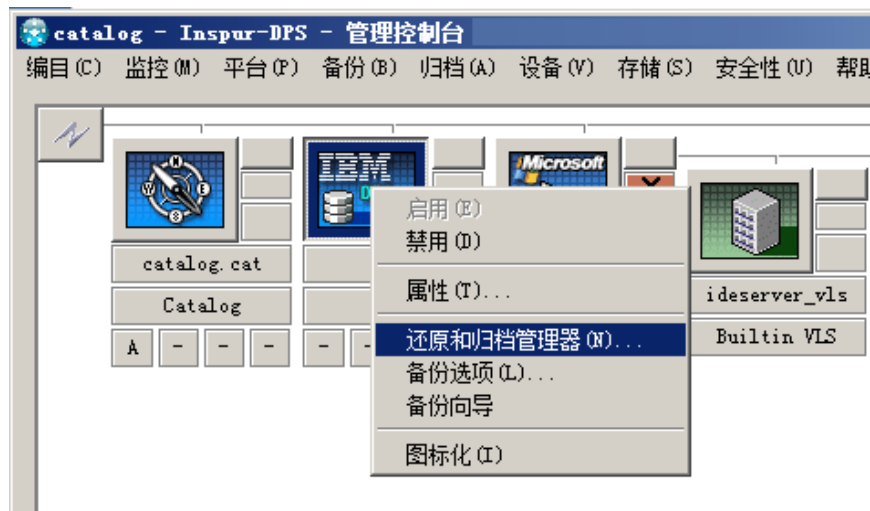 catalog - Inspur-DPS - 管理控制台
编目(C) 监控(M) 平台(P) 备份(B) 归档(A) 设备(V) 存储(S) 安全性(U) 帮助
IBM
D
Microsoft
N
W
E
S
启用(E)
禁用(D)
属性(T)...
还原和归档管理器(N)...
备份选项(L)...
备份向导
图标化(I)
catalog.cat
Catalog
A - - -
- -
ideserver_vls
Builtin VLS